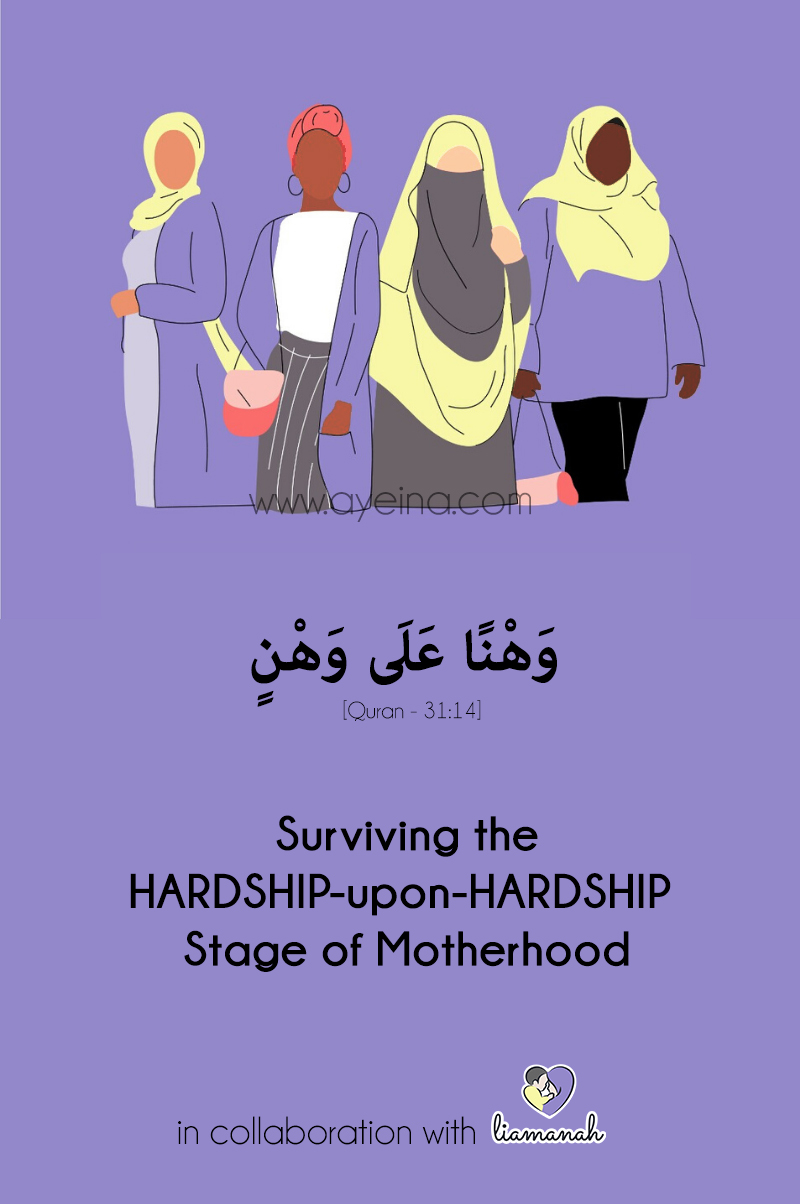 www.ayeina.com
وَهْنًا عَلَى وَهْنٍ
[Quran - 31:14]
Surviving the
HARDSHIP-upon-HARDSHIP
Stage of Motherhood
in collaboration with liamanah